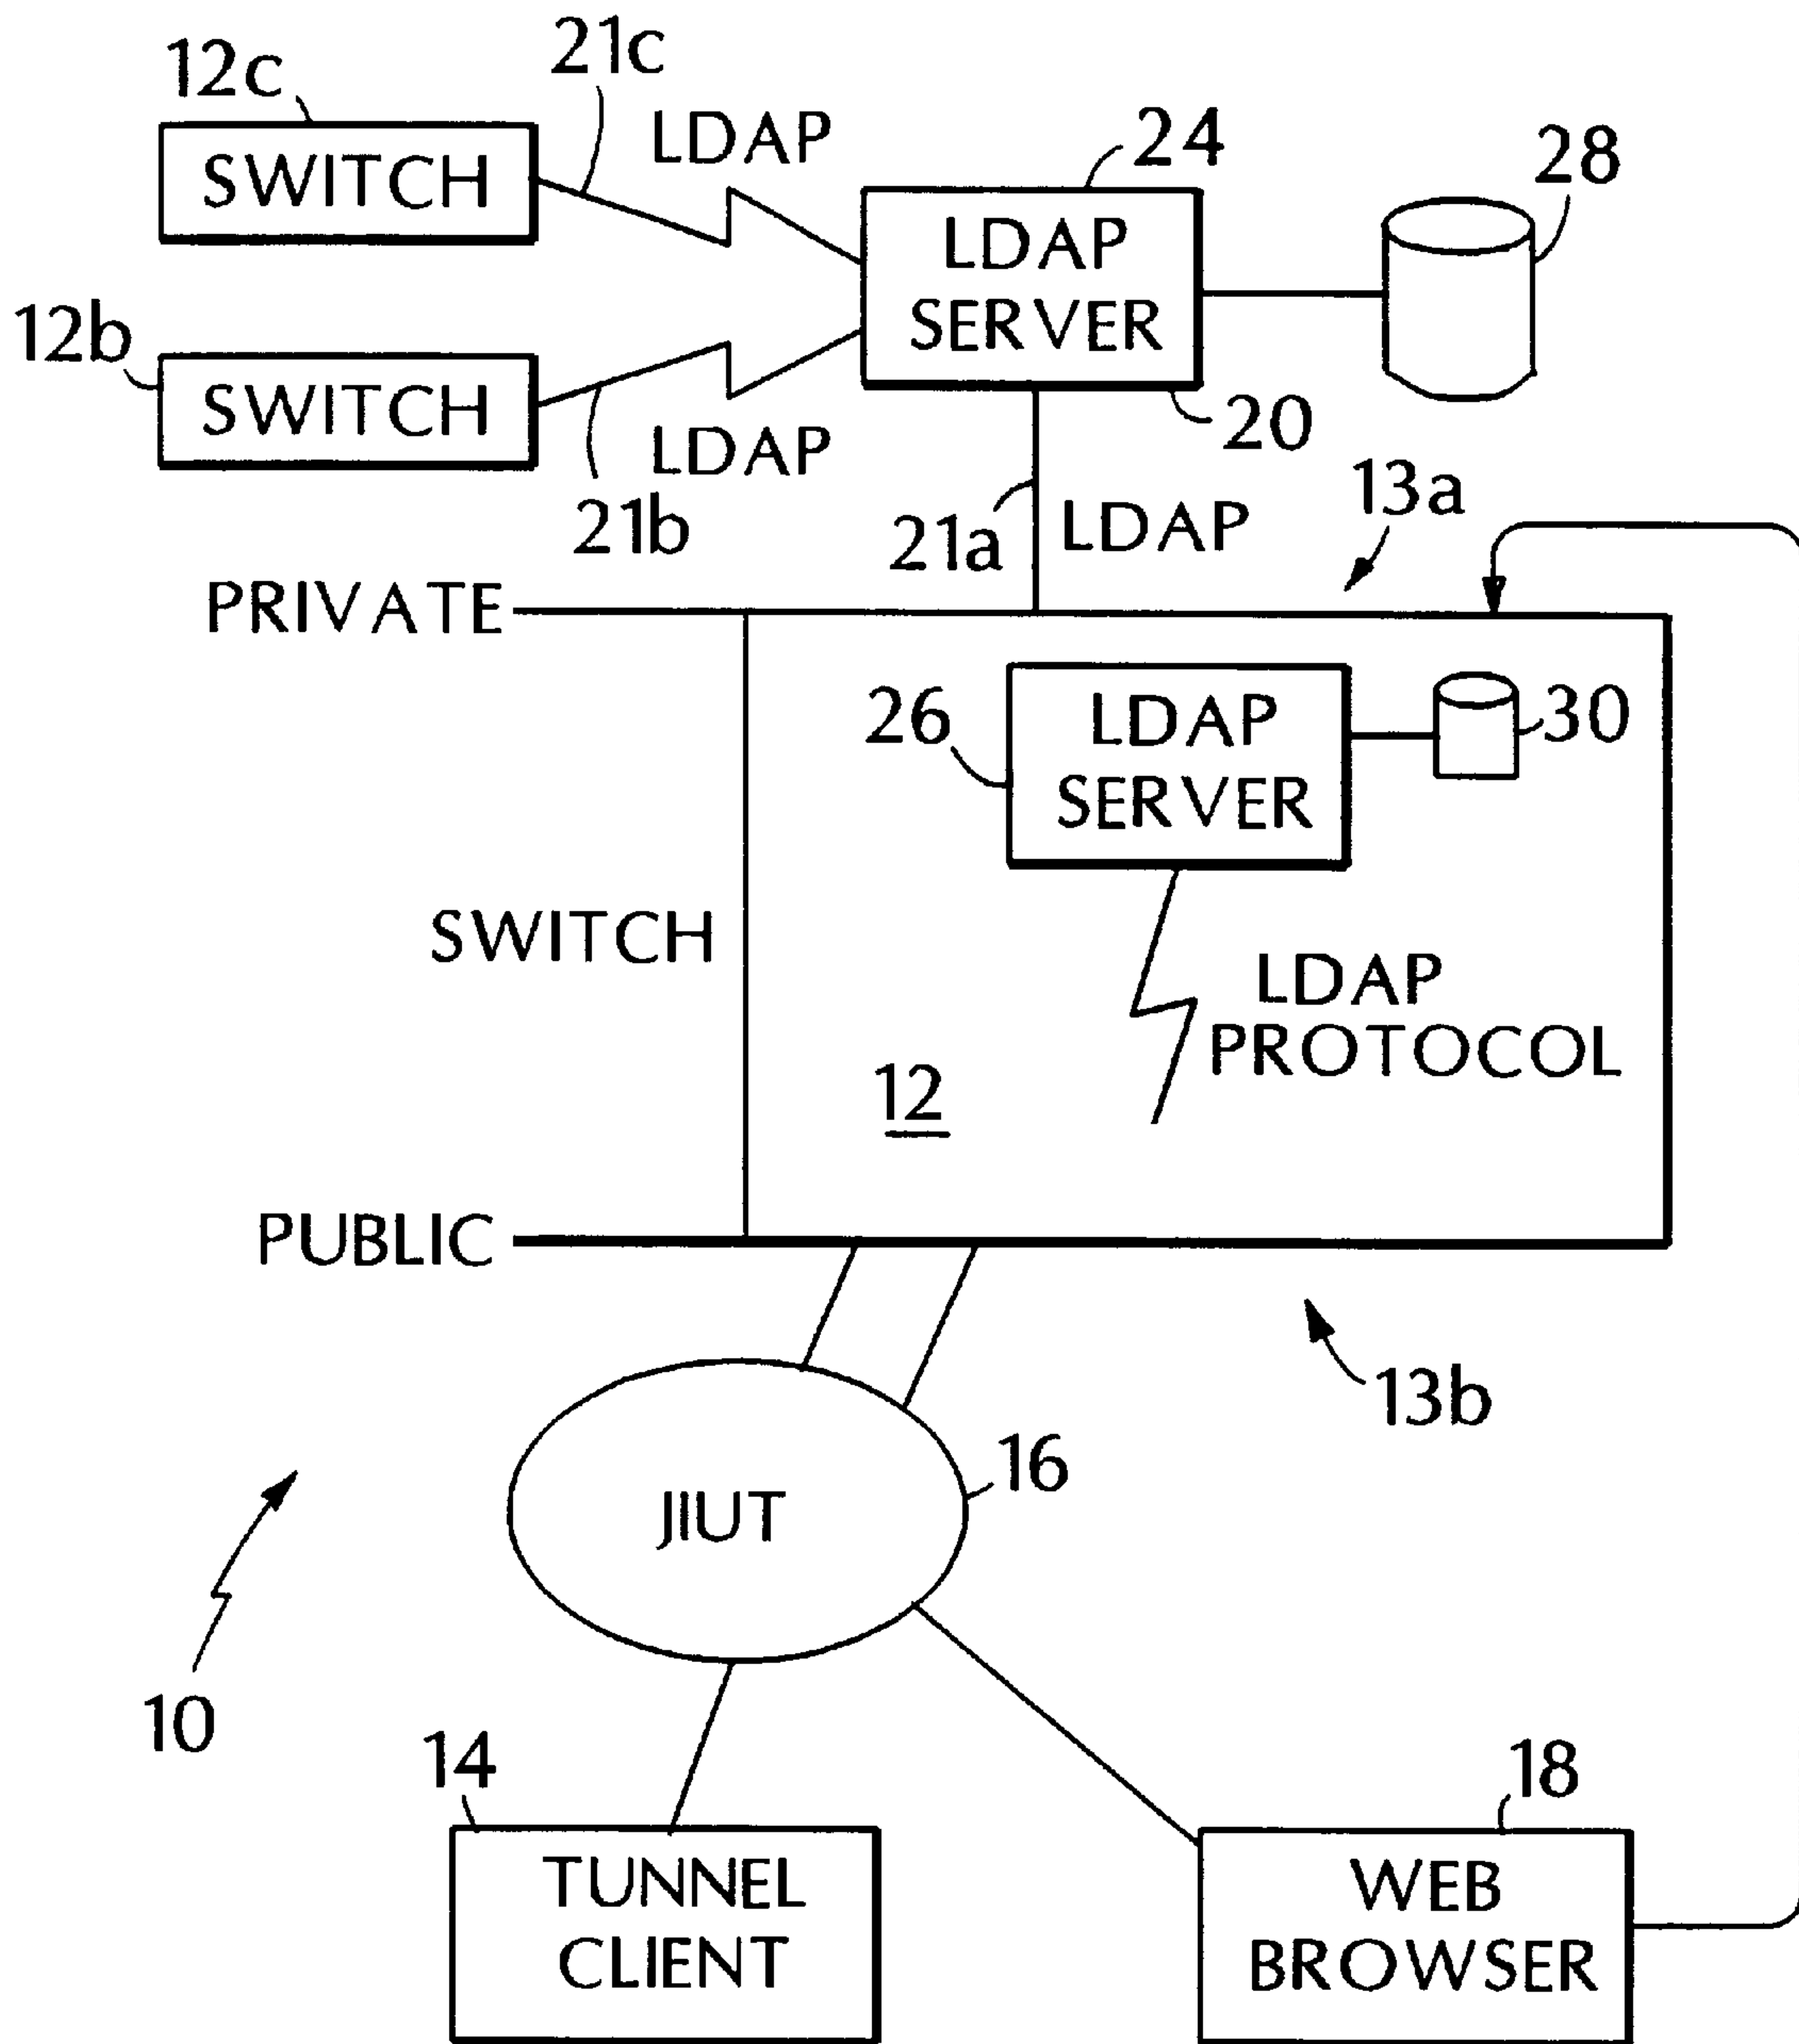 12c
21c
LDAP
SWITCH
24
28
LDAP
SERVER
12b
SWITCH
LDAP
21b
20
21a
LDAP
13a
PRIVATE
26
LDAP
SERVER
30
SWITCH
LDAP
PROTOCOL
12
PUBLIC
13b
16
JIUT
10
14
18
TUNNEL
CLIENT
WEB
BROWSER